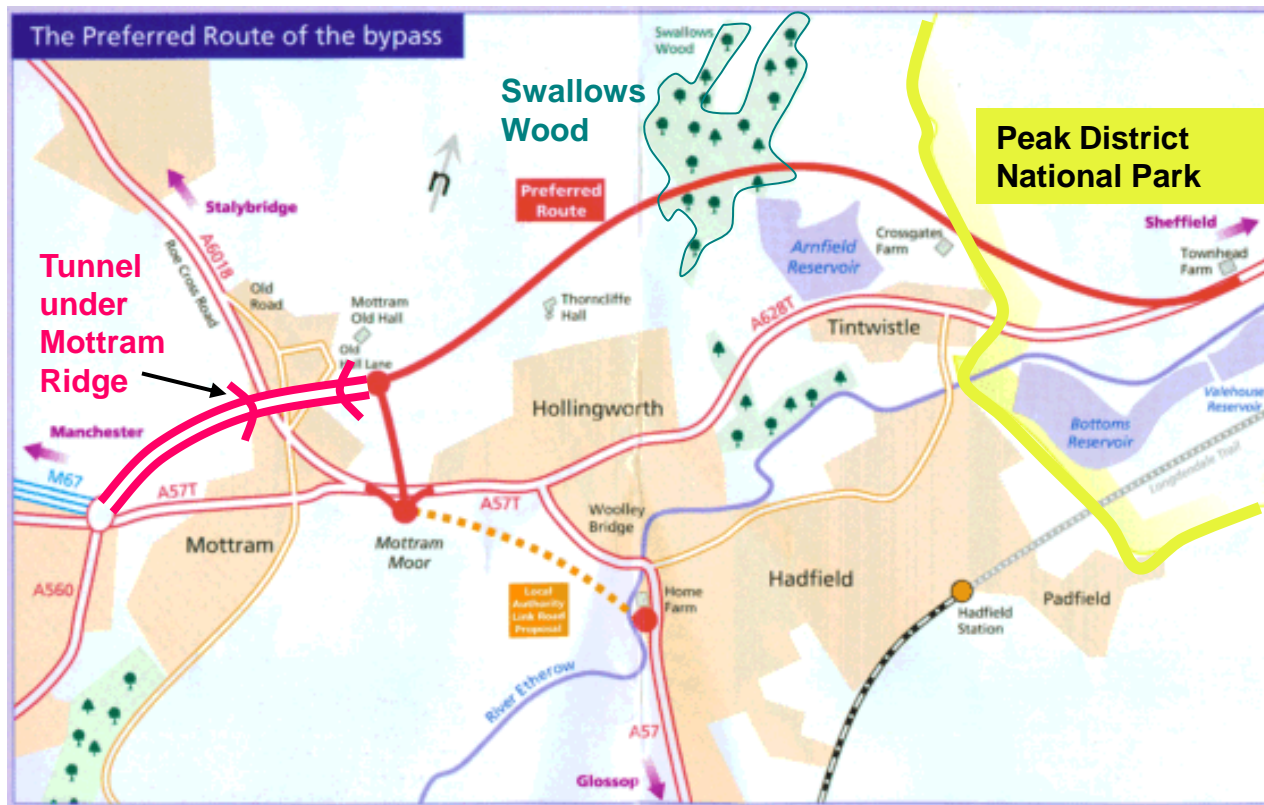 The Preferred Route of the bypass
Swallows
Wood
Swallows
Wood
Peak District
National Park
n
Stalybridge
Preferred
Route
Sheffield
A6018
Roe Cross Road
Arnfield
Reservoir
Crossgates
Farm
Townhead
Farm
Tunnel
under
Mottram
Ridge
Old
Road
Mottram
Old Hall
Thorncliffe
Hall
A628T
Tintwistle
Old
Hall Lane
Hollingworth
Valehouse
Reservoir
Manchester
Bottoms
Reservoir
M67
A57T
A57T
Longdendale Trail
Woolley
Bridge
Mottram
Mottram
Moor
Hadfield
A560
Local
Authority
Link Road
Proposal
Home
Farm
Hadfield
Station
Padfield
River Etherow
A57
Glossop